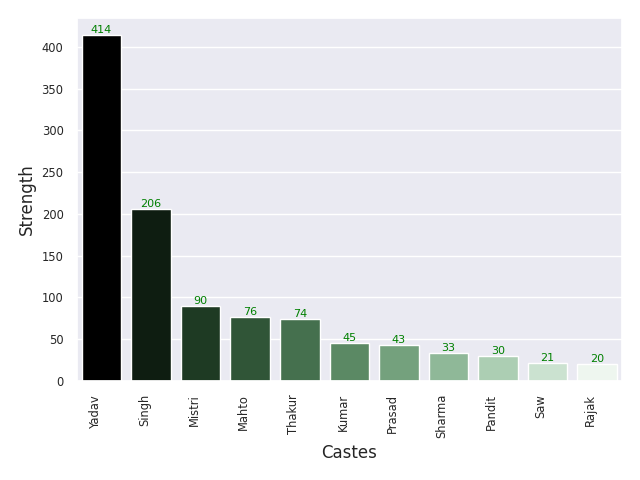 414
400
350
300
250
206
200
150
100
90
76
74
50
45
43
33
30
21
20
0
Strength
Yadav
Singh
Mistri
Mahto
Thakur
Kumar
Prasad
Sharma
Pandit
Saw
Rajak
Castes